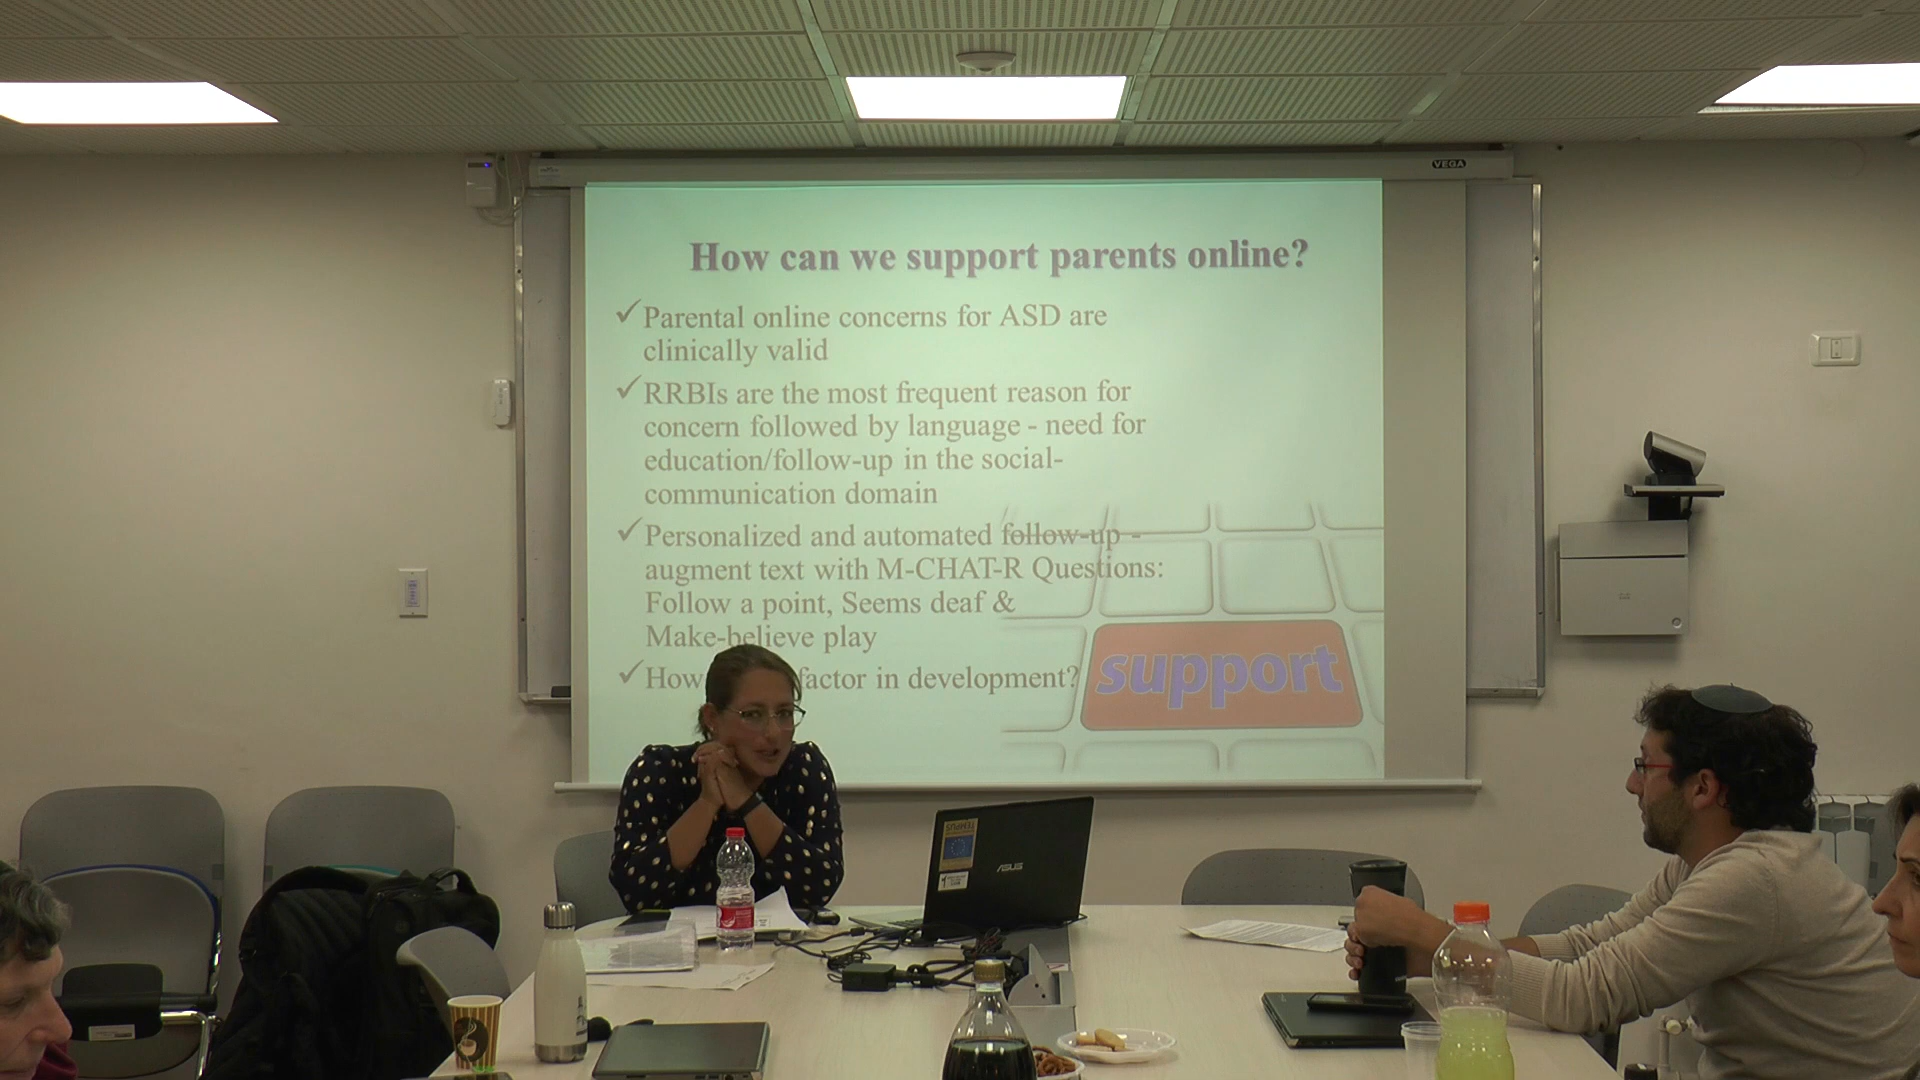 VEGA
How can we support parents online?
✓ Parental online concerns for ASD are
clinically valid
✓ RRBIs are the most frequent reason for
concern followed by language - need for
education/follow-up in the social-
communication domain
✓ Personalized and automated follow-up -
augment text with M-CHAT-R Questions:
Follow a point, Seems deaf &
Make-believe play
✓ How factor in development?
support
ASUS